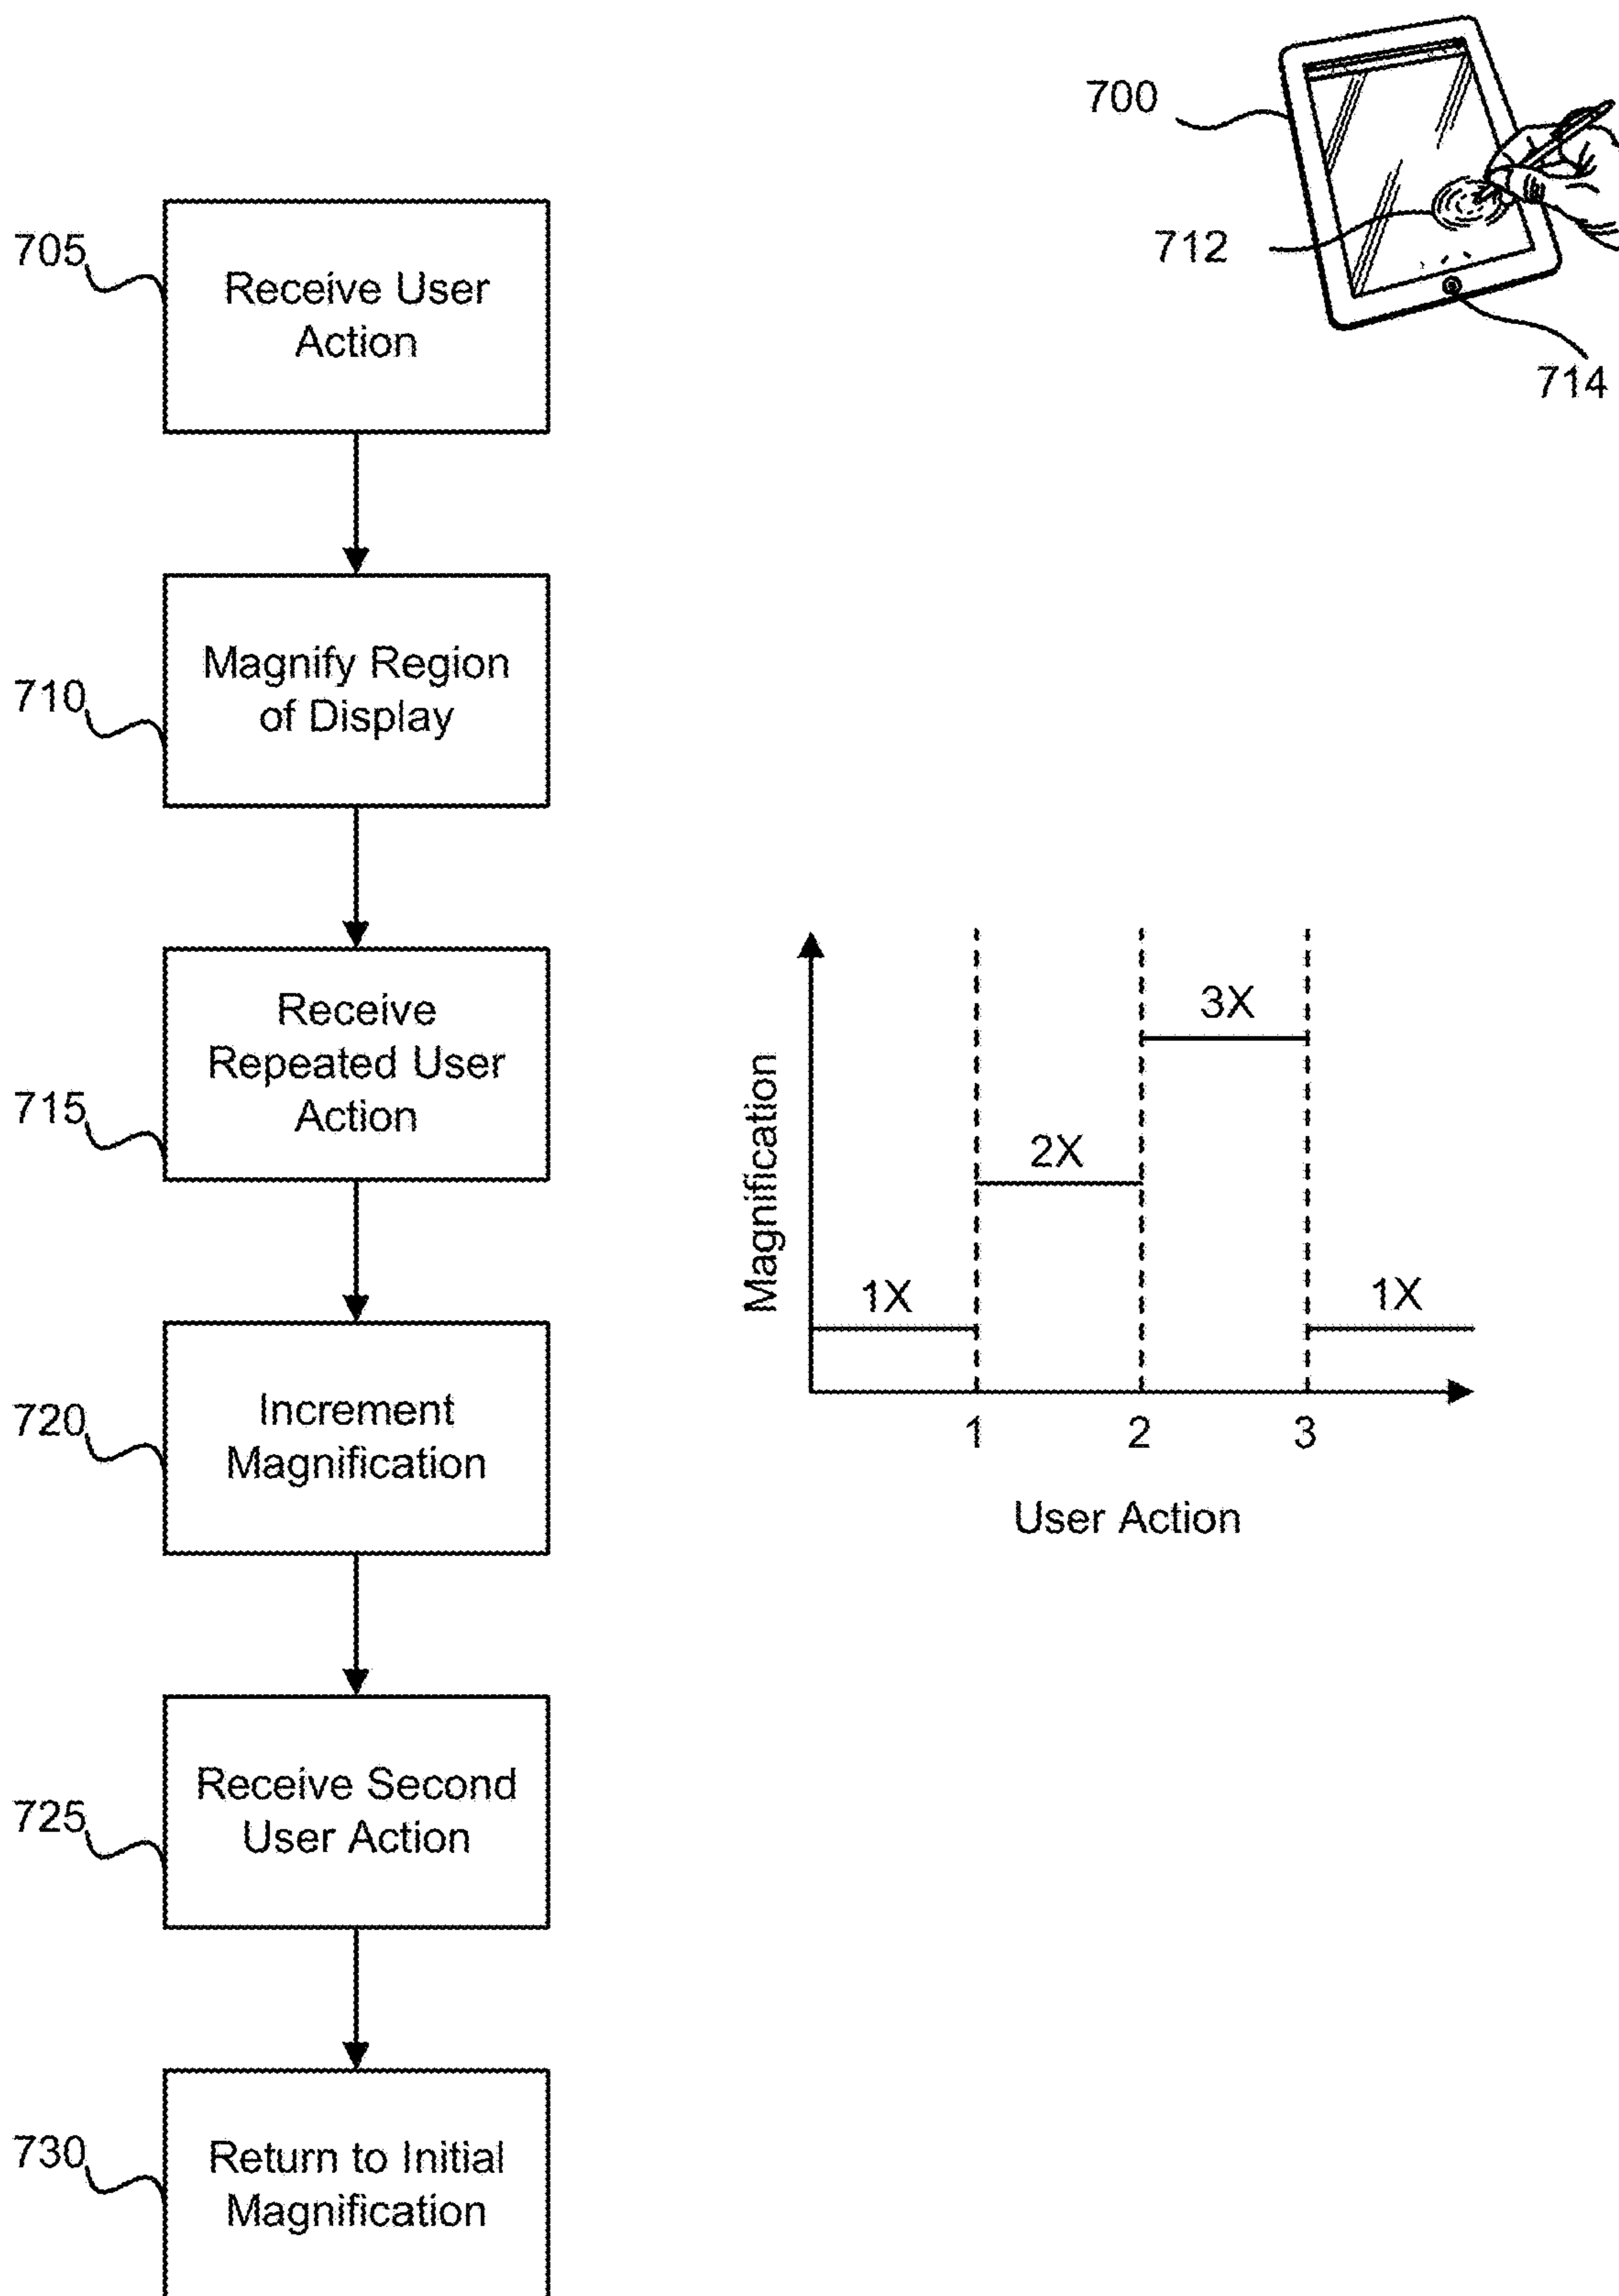 700
712
714
705
Receive User
Action
710
Magnify Region
of Display
715
Receive
Repeated User
Action
720
Increment
Magnification
725
Receive Second
User Action
730
Return to Initial
Magnification
Magnification
3X
2X
1X
1X
1
2
3
User Action